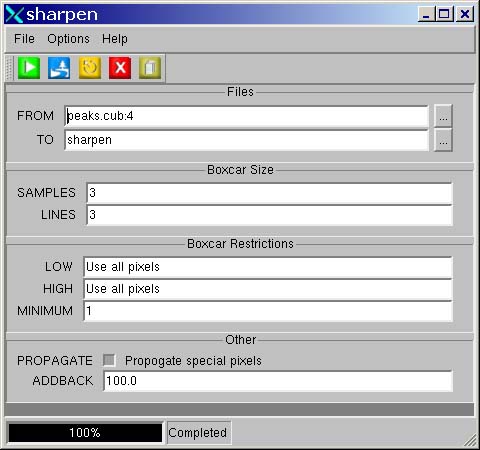 sharpen
File Options Help
Files
FROM peaks.cub:4 ...
TO sharpen ...
Boxcar Size
SAMPLES 3
LINES 3
Boxcar Restrictions
LOW Use all pixels
HIGH Use all pixels
MINIMUM 1
Other
PROPAGATE Propogate special pixels
ADDBACK 100.0
100% Completed